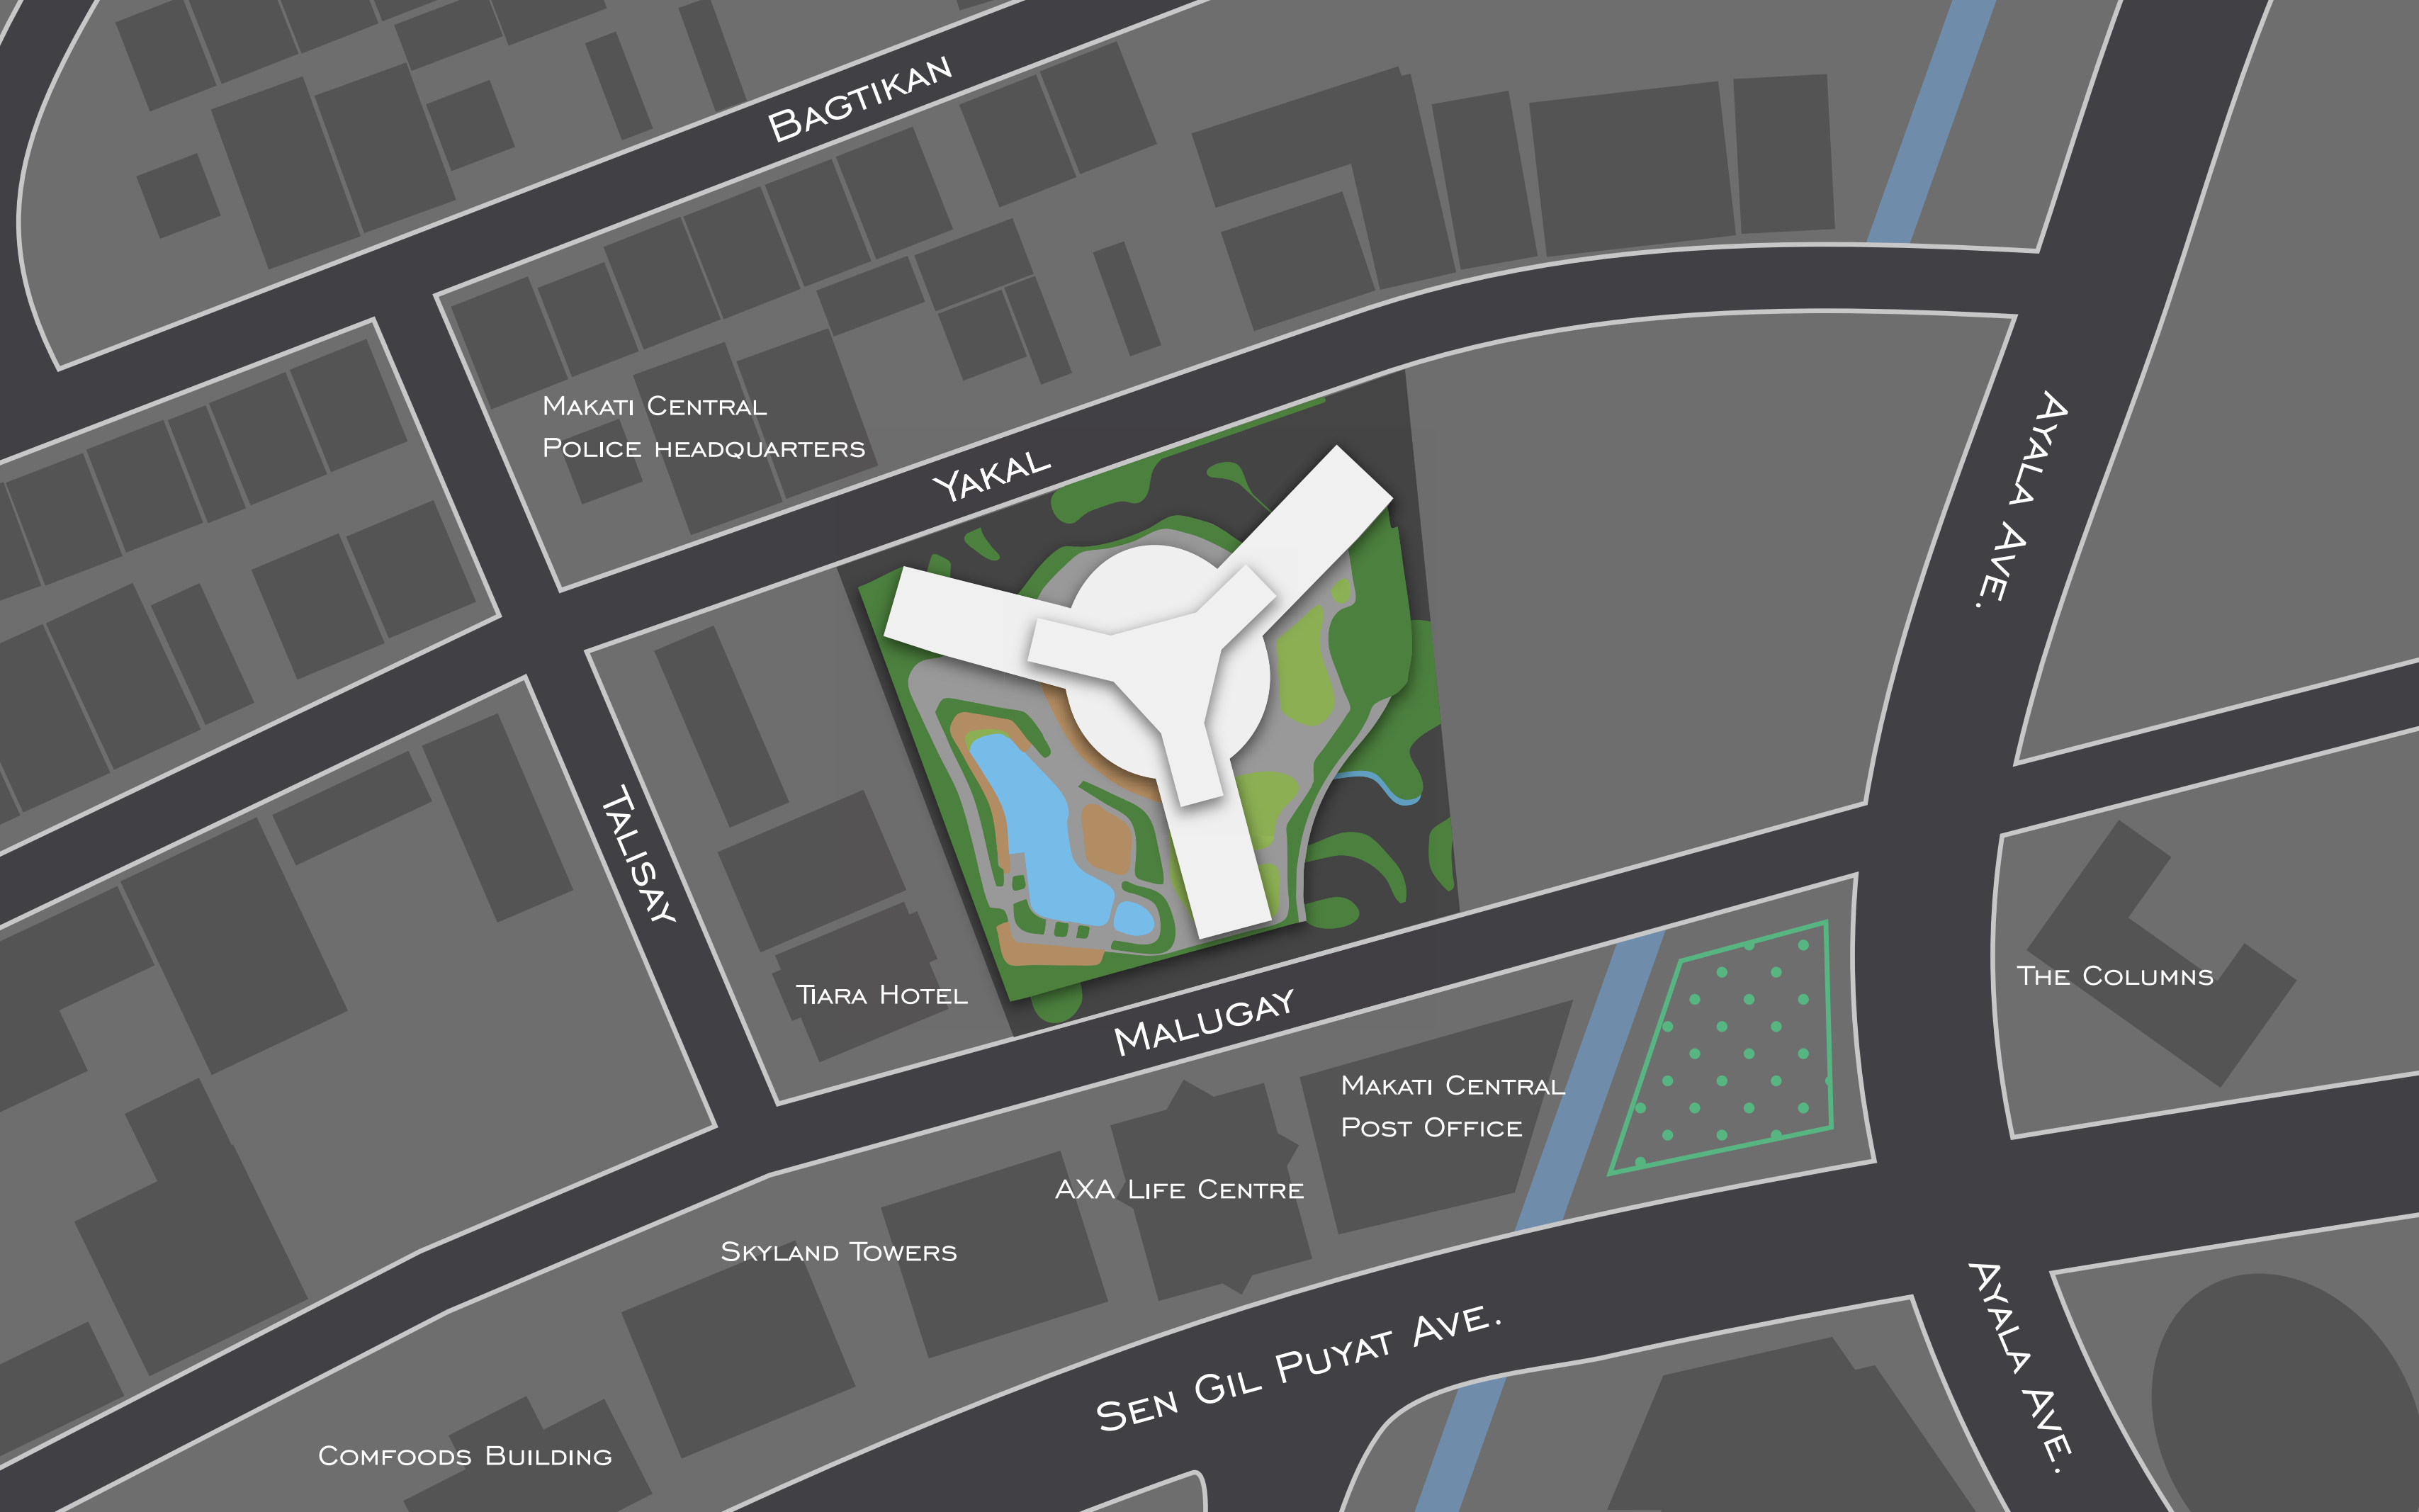 Bagtikan
Makati Central
Police headquarters
Yakal
Ayala Ave.
Talisay
Tiara Hotel
Malugay
The Columns
Makati Central
Post Office
AXA Life Centre
Skyland Towers
Sen Gil Puyat Ave.
Ayala Ave.
Comfoods Building